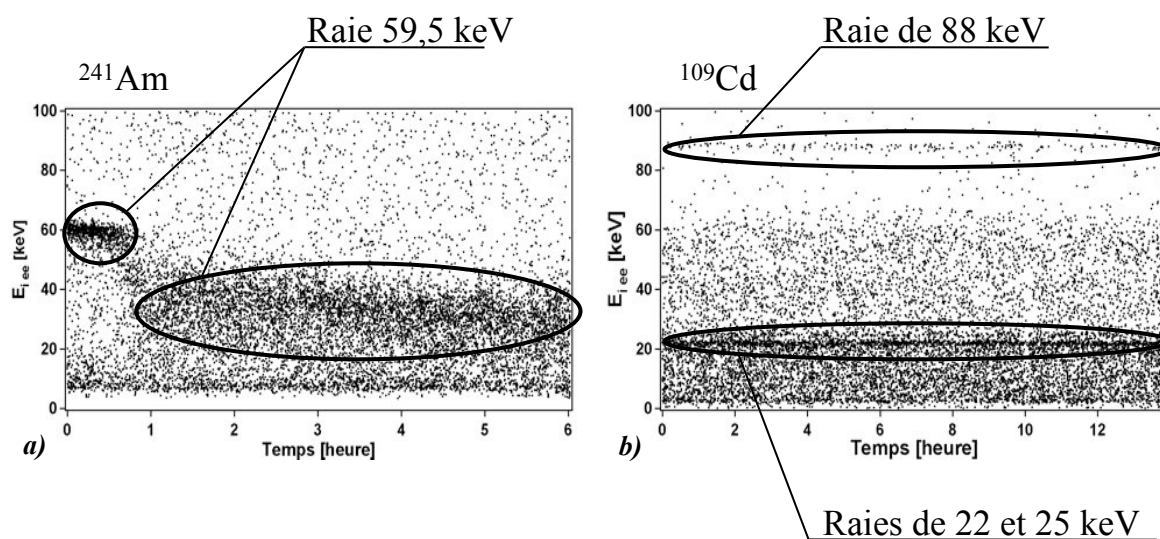 Raie 59,5 keV
²⁴¹Am
100
80
60
40
20
0
E i ee [keV]
0 1 2 3 4 5 6
Temps [heure]
a)
Raie de 88 keV
¹⁰⁹Cd
100
80
60
40
20
0
E i ee [keV]
0 2 4 6 8 10 12
Temps [heure]
b)
Raies de 22 et 25 keV